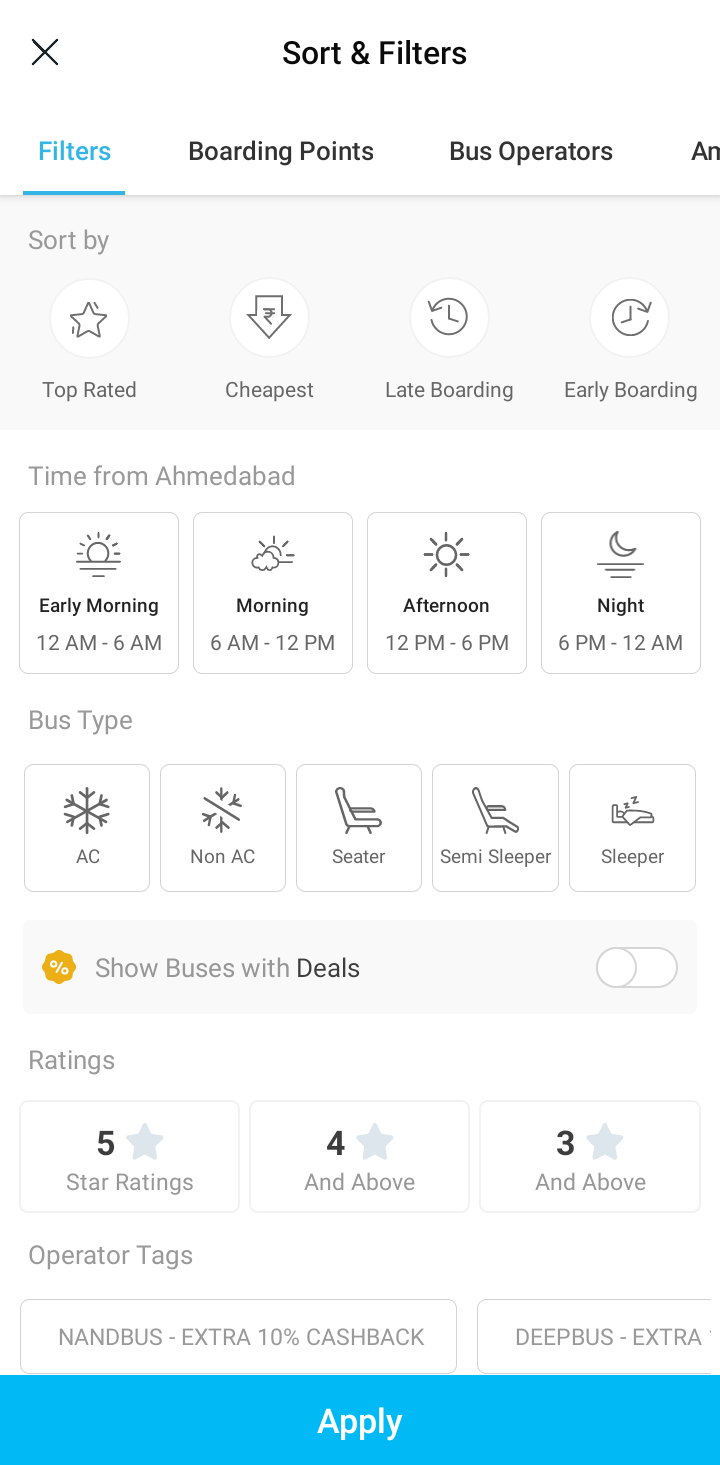 Sort & Filters
Filters
Boarding Points
Bus Operators
Sort by
Top Rated
Cheapest
Late Boarding
Early Boarding
Time from Ahmedabad
Early Morning
12 AM - 6 AM
Morning
6 AM - 12 PM
Afternoon
12 PM - 6 PM
Night
6 PM - 12 AM
Bus Type
AC
Non AC
Seater
Semi Sleeper
Sleeper
% Show Buses with Deals
Ratings
5
Star Ratings
4
And Above
3
And Above
Operator Tags
NANDBUS - EXTRA 10% CASHBACK
DEEPBUS - EXTRA
Apply